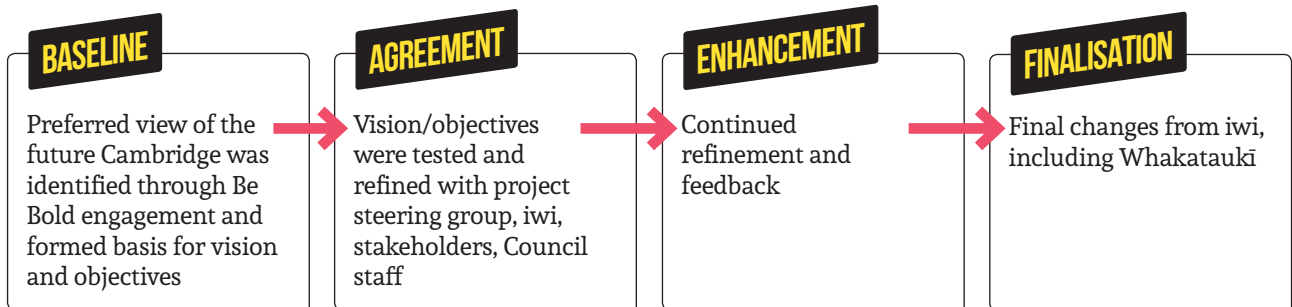 BASELINE
Preferred view of the
future Cambridge was
identified through Be
Bold engagement and
formed basis for vision
and objectives
AGREEMENT
Vision/objectives
were tested and
refined with project
steering group, iwi,
stakeholders, Council
staff
ENHANCEMENT
Continued
refinement and
feedback
FINALISATION
Final changes from iwi,
including Whakataukī